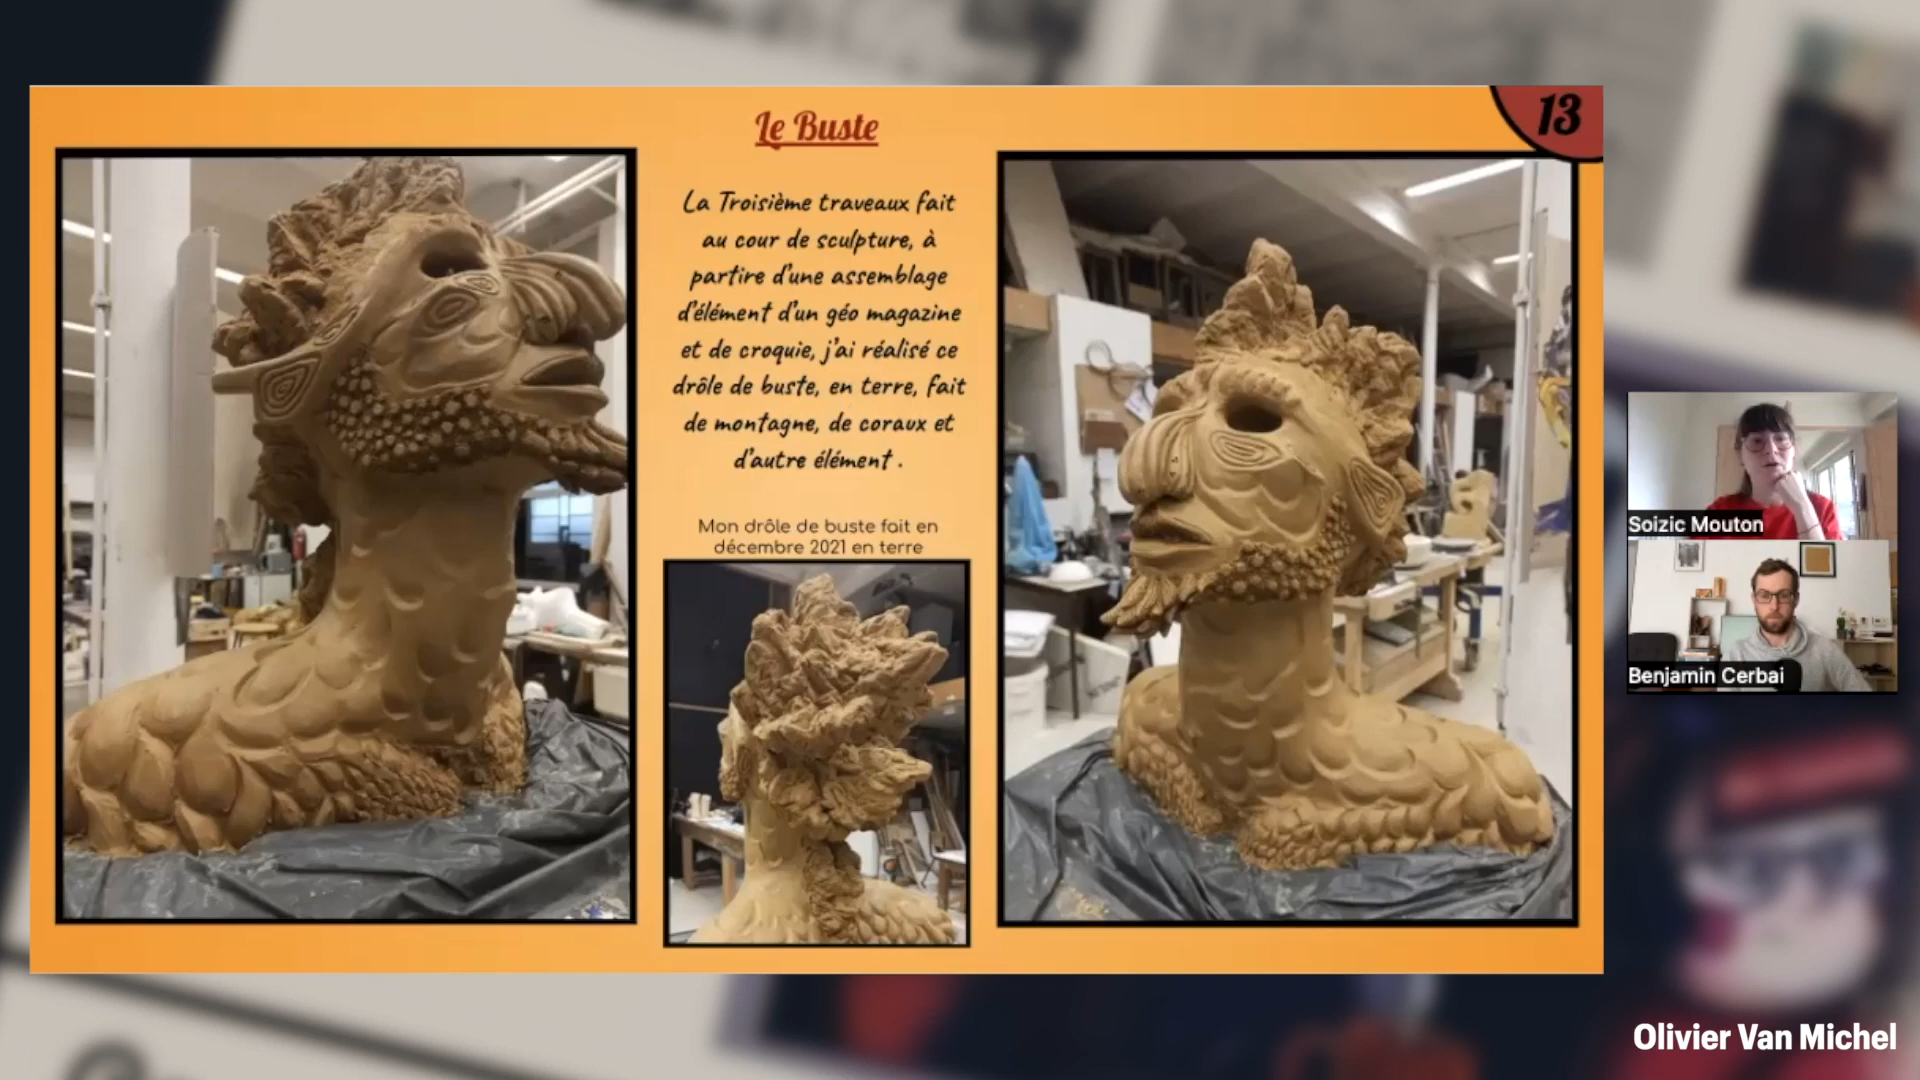 Le Buste
13
La Troisième traveaux fait
au cour de sculpture, à
partire d'une assemblage
d'élément d'un géo magazine
et de croquie, j'ai réalisé ce
drôle de buste, en terre, fait
de montagne, de coraux et
d'autre élément .
Mon drôle de buste fait en
décembre 2021 en terre
Soizic Mouton
Benjamin Cerbai
Olivier Van Michel